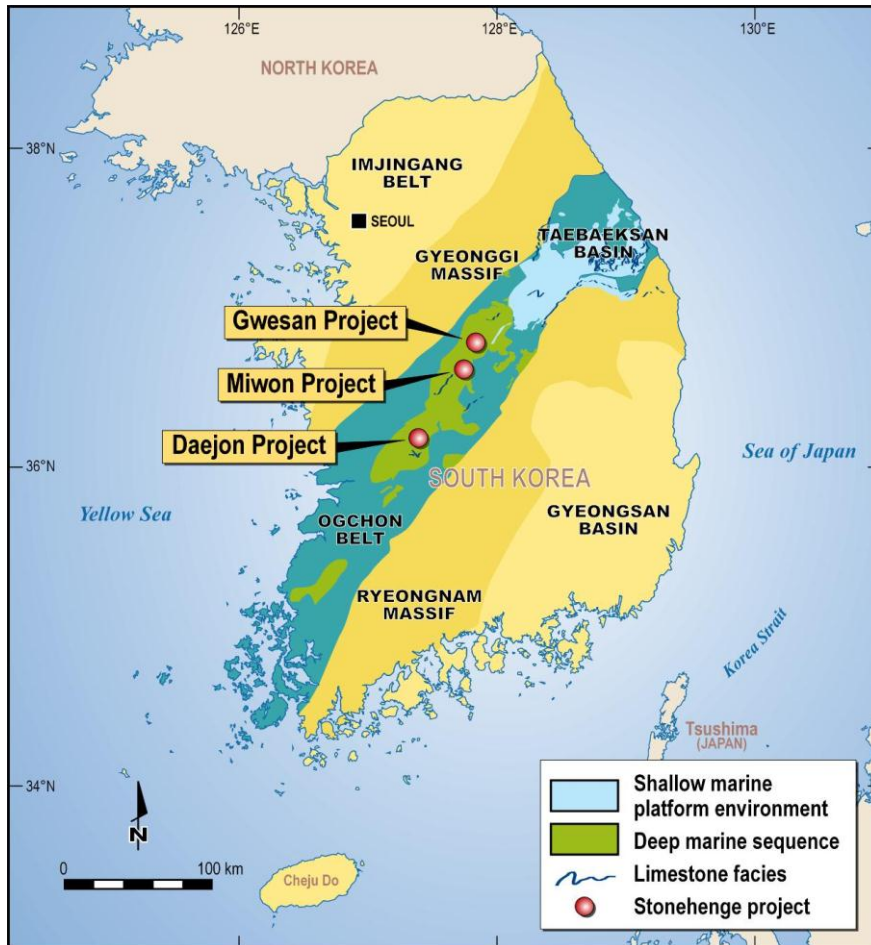 126°E
128°E
130°E
NORTH KOREA
38°N
IMJINGANG
BELT
SEOUL
TAEBAEKSAN
BASIN
GYEONGGI
MASSIF
Gwesan Project
Miwon Project
Daejon Project
36°N
SOUTH KOREA
Sea of Japan
Yellow Sea
GYEONGSAN
BASIN
OGCHON
BELT
RYEONGNAM
MASSIF
Korea Strait
Tsushima
(JAPAN)
34°N
N
0
100 km
Cheju Do
Shallow marine
platform environment
Deep marine sequence
Limestone facies
Stonehenge project